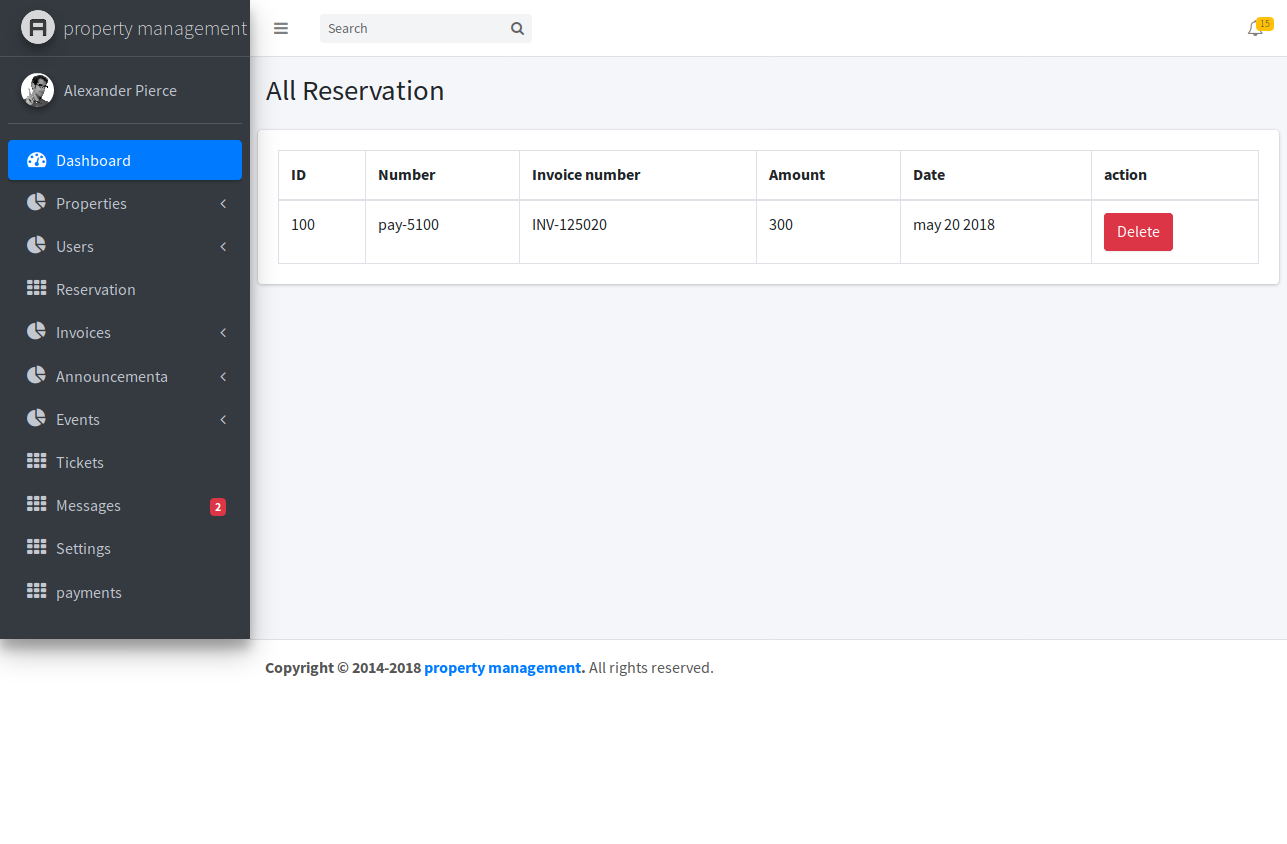 property management
Search
15
Alexander Pierce
All Reservation
Dashboard
Properties
Users
Reservation
Invoices
Announcementa
Events
Tickets
Messages 2
Settings
payments
ID Number Invoice number Amount Date action
100 pay-5100 INV-125020 300 may 20 2018 Delete
Copyright © 2014-2018 property management. All rights reserved.